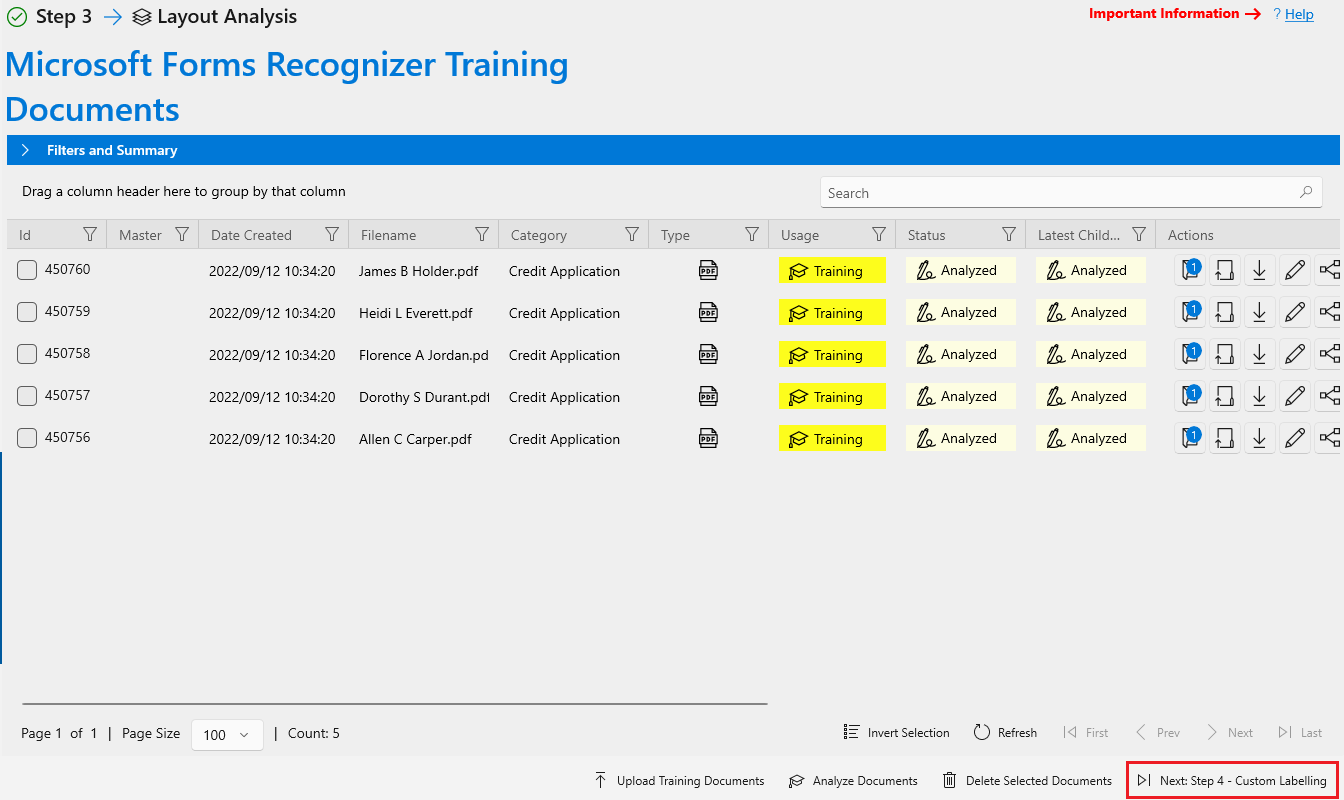 Step 3 Layout Analysis
Important Information ? Help
Microsoft Forms Recognizer Training
Documents
Filters and Summary
Drag a column header here to group by that column
Search
Id Master Date Created Filename Category Type Usage Status Latest Child... Actions
450760 2022/09/12 10:34:20 James B Holder.pdf Credit Application PDF Training Analyzed Analyzed 1
450759 2022/09/12 10:34:20 Heidi L Everett.pdf Credit Application PDF Training Analyzed Analyzed 1
450758 2022/09/12 10:34:20 Florence A Jordan.pd Credit Application PDF Training Analyzed Analyzed 1
450757 2022/09/12 10:34:20 Dorothy S Durant.pdf Credit Application PDF Training Analyzed Analyzed 1
450756 2022/09/12 10:34:20 Allen C Carper.pdf Credit Application PDF Training Analyzed Analyzed 1
Page 1 of 1 | Page Size 100 | Count: 5
Invert Selection Refresh First Prev Next Last
Upload Training Documents Analyze Documents Delete Selected Documents Next: Step 4 - Custom Labelling